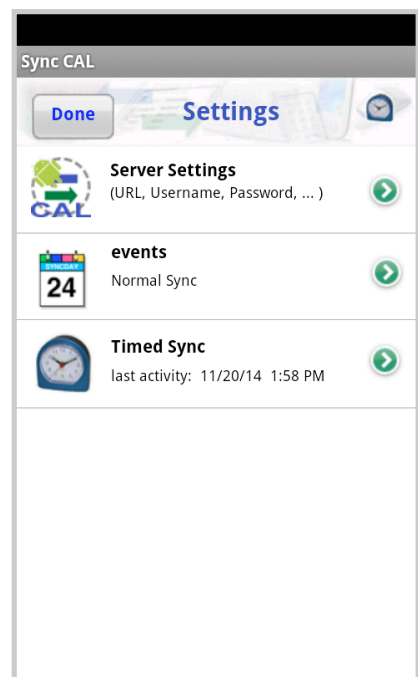 Sync CAL
Done
Settings
Server Settings
(URL, Username, Password, ... )
CAL
events
SYNCDAY
24
Normal Sync
Timed Sync
last activity: 11/20/14 1:58 PM